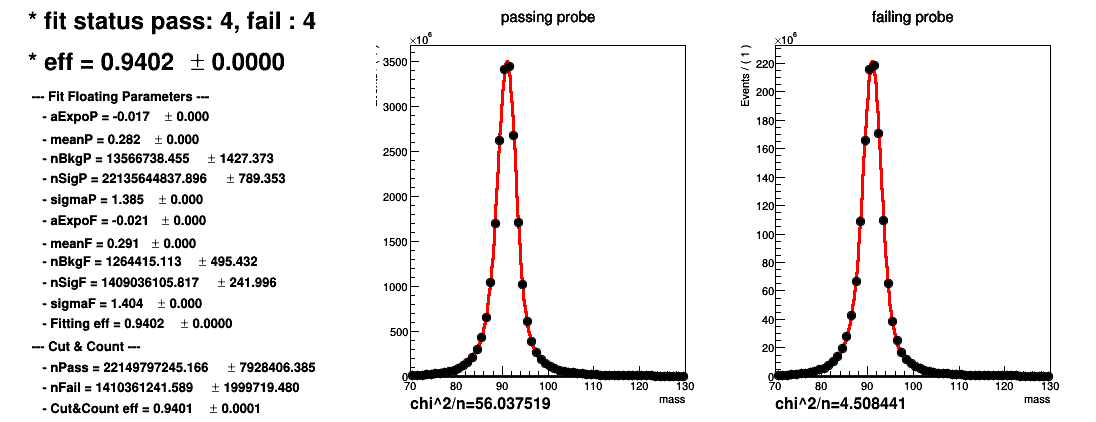 * fit status pass: 4, fail : 4
* eff = 0.9402 ± 0.0000
--- Fit Floating Parameters ---
- aExpoP = -0.017 ± 0.000
- meanP = 0.282 ± 0.000
- nBkgP = 13566738.455 ± 1427.373
- nSigP = 22135644837.896 ± 789.353
- sigmaP = 1.385 ± 0.000
- aExpoF = -0.021 ± 0.000
- meanF = 0.291 ± 0.000
- nBkgF = 1264415.113 ± 495.432
- nSigF = 1409036105.817 ± 241.996
- sigmaF = 1.404 ± 0.000
- Fitting eff = 0.9402 ± 0.0000
--- Cut & Count ---
- nPass = 22149797245.166 ± 7928406.385
- nFail = 1410361241.589 ± 1999719.480
- Cut&Count eff = 0.9401 ± 0.0001
passing probe
×10^6
3500
3000
2500
2000
1500
1000
500
0
70 80 90 100 110 120 130
mass
chi^2/n=56.037519
failing probe
×10^6
Events / ( 1 )
220
200
180
160
140
120
100
80
60
40
20
0
70 80 90 100 110 120 130
mass
chi^2/n=4.508441